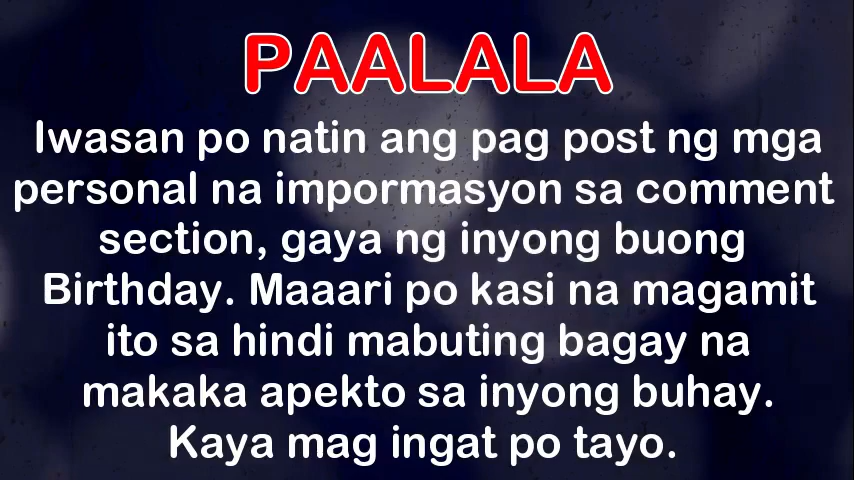 PAALALA
Iwasan po natin ang pag post ng mga
personal na impormasyon sa comment
section, gaya ng inyong buong
Birthday. Maaari po kasi na magamit
ito sa hindi mabuting bagay na
makaka apekto sa inyong buhay.
Kaya mag ingat po tayo.